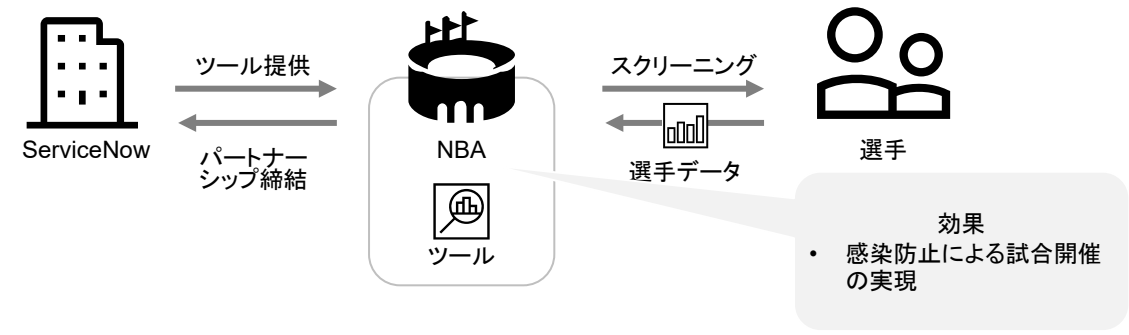 ツール提供
スクリーニング
ServiceNow
パートナー
シップ締結
NBA
選手データ
選手
ツール
効果
• 感染防止による試合開催
の実現